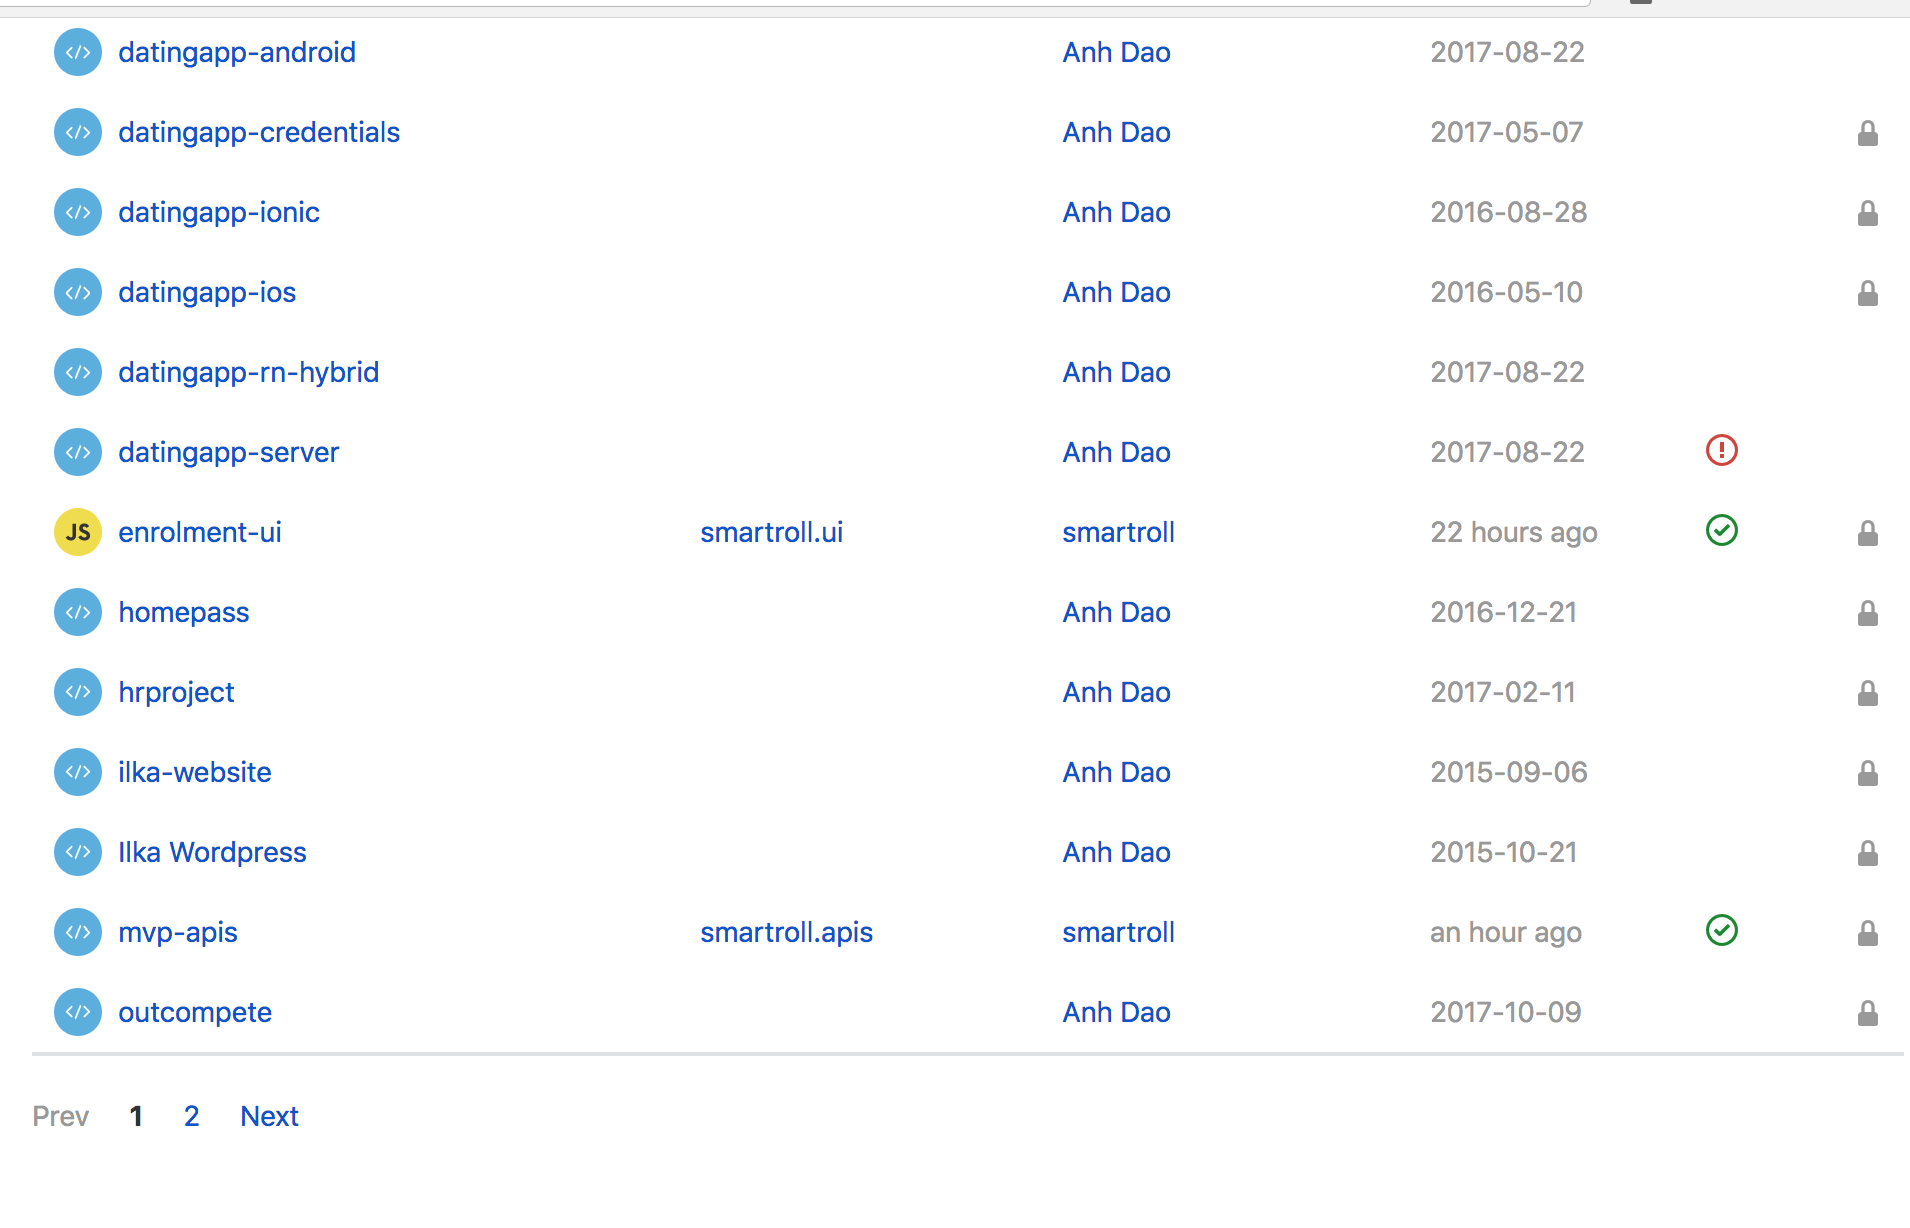 datingapp-android Anh Dao 2017-08-22
datingapp-credentials Anh Dao 2017-05-07
datingapp-ionic Anh Dao 2016-08-28
datingapp-ios Anh Dao 2016-05-10
datingapp-rn-hybrid Anh Dao 2017-08-22
datingapp-server Anh Dao 2017-08-22
JS enrolment-ui smartroll.ui smartroll 22 hours ago
homepass Anh Dao 2016-12-21
hrproject Anh Dao 2017-02-11
ilka-website Anh Dao 2015-09-06
Ilka Wordpress Anh Dao 2015-10-21
mvp-apis smartroll.apis smartroll an hour ago
outcompete Anh Dao 2017-10-09
Prev 1 2 Next